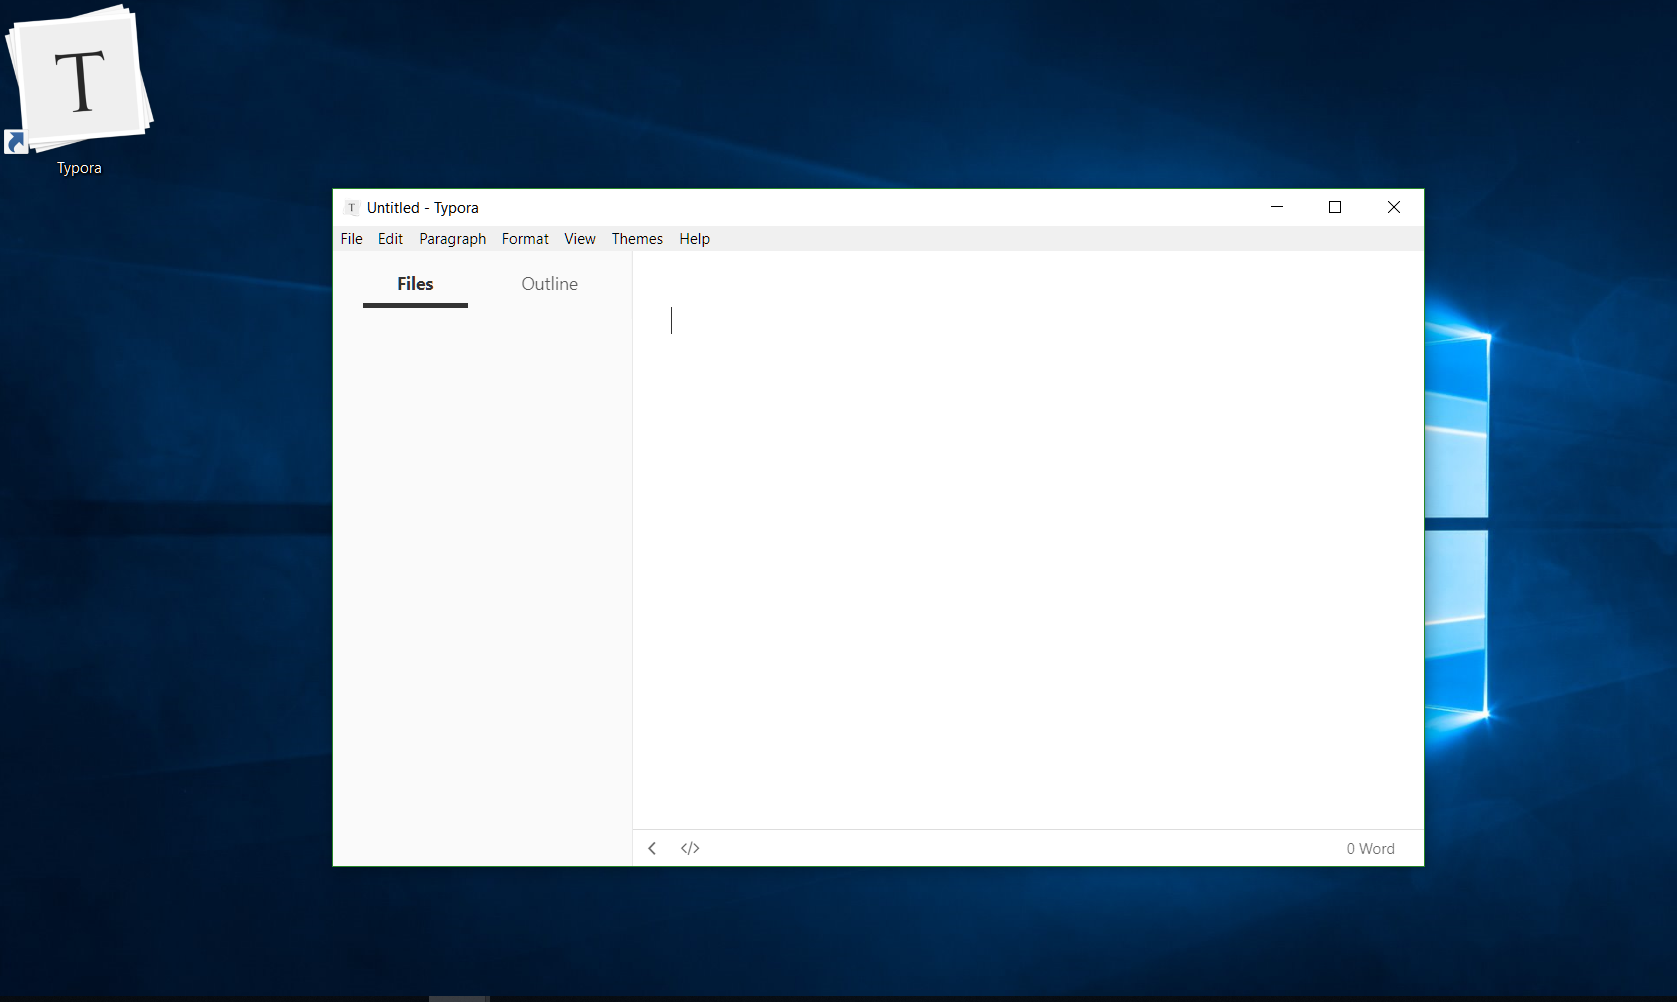 T
Typora
T Untitled - Typora
File Edit Paragraph Format View Themes Help
Files Outline
</> 0 Word